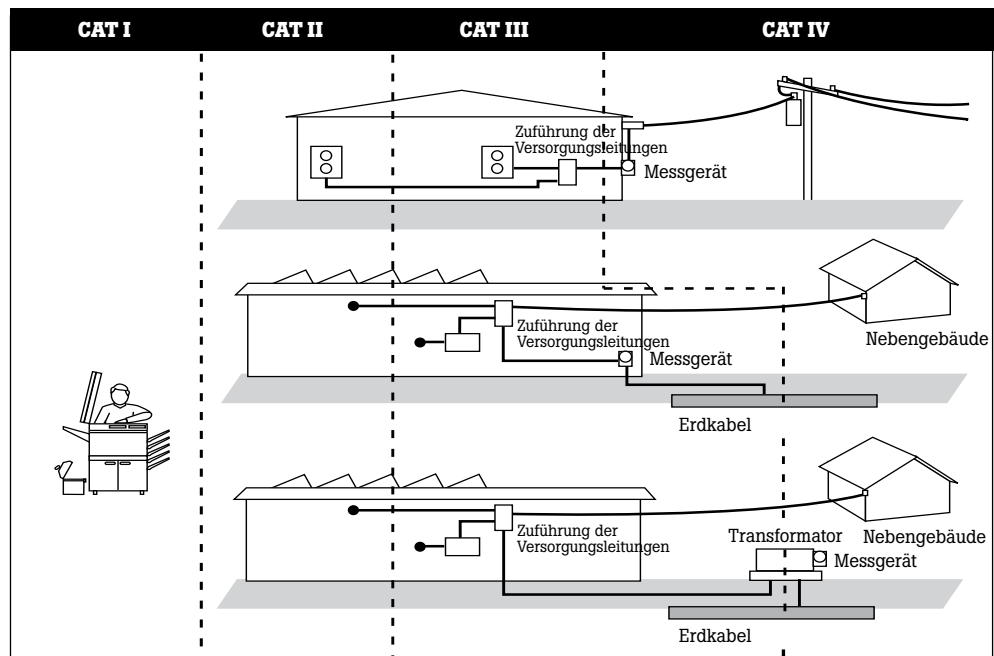 CAT I
CAT II
CAT III
CAT IV
Zuführung der
Versorgungsleitungen
Messgerät
Zuführung der
Versorgungsleitungen
Messgerät
Nebengebäude
Erdkabel
Zuführung der
Versorgungsleitungen
Transformator
Nebengebäude
Messgerät
Erdkabel